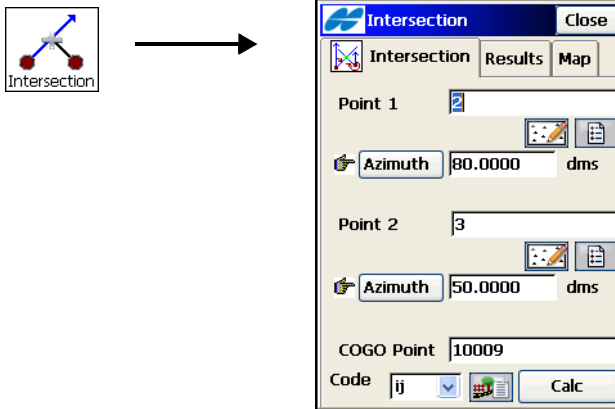 Intersection
Intersection Close
Intersection Results Map
Point 1 2
Azimuth 80.0000 dms
Point 2 3
Azimuth 50.0000 dms
COGO Point 10009
Code ij Calc